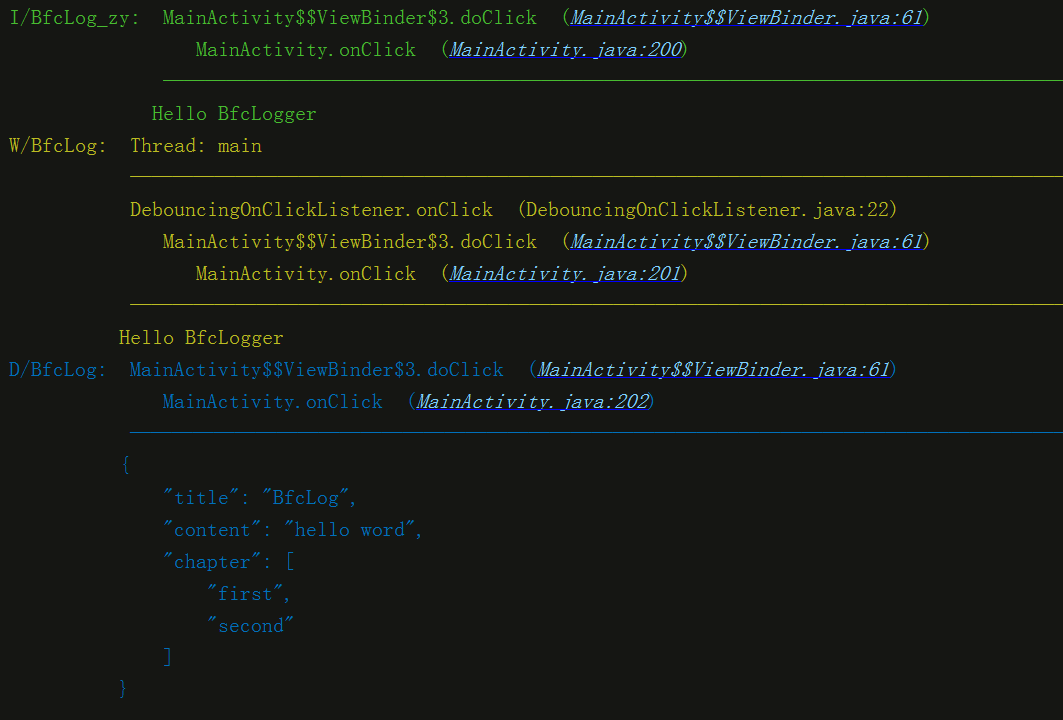 I/BfcLog_zy: MainActivity$$ViewBinder$3.doClick (MainActivity$$ViewBinder.java:61)
MainActivity.onClick (MainActivity.java:200)
Hello BfcLogger
W/BfcLog: Thread: main
DebouncingOnClickListener.onClick (DebouncingOnClickListener.java:22)
MainActivity$$ViewBinder$3.doClick (MainActivity$$ViewBinder.java:61)
MainActivity.onClick (MainActivity.java:201)
Hello BfcLogger
D/BfcLog: MainActivity$$ViewBinder$3.doClick (MainActivity$$ViewBinder.java:61)
MainActivity.onClick (MainActivity.java:202)
{
"title": "BfcLog",
"content": "hello word",
"chapter": [
"first",
"second"
]
}